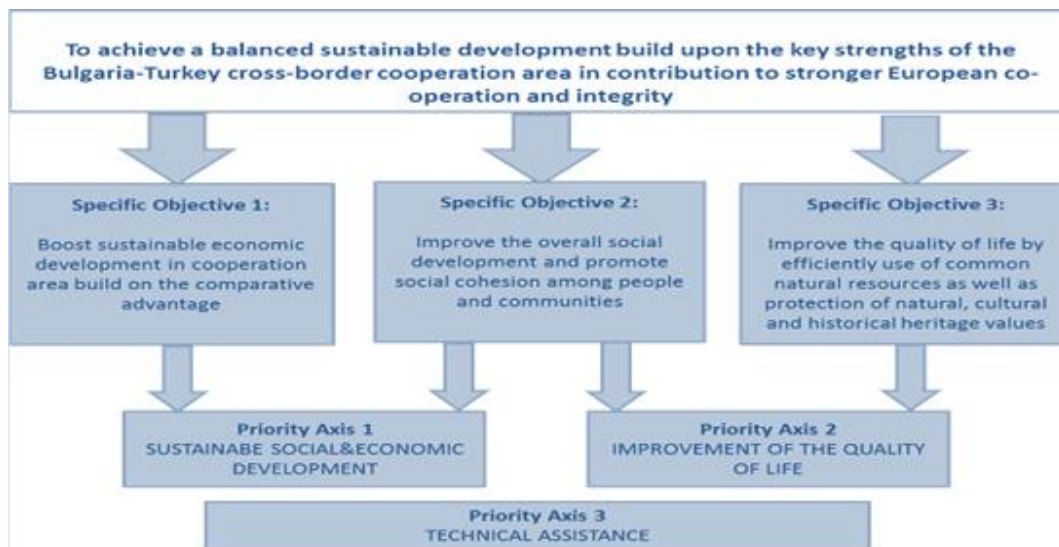 To achieve a balanced sustainable development build upon the key strengths of the
Bulgaria-Turkey cross-border cooperation area in contribution to stronger European co-
operation and integrity
Specific Objective 1:
Boost sustainable economic
development in cooperation
area build on the comparative
advantage
Specific Objective 2:
Improve the overall social
development and promote
social cohesion among people
and communities
Specific Objective 3:
Improve the quality of life by
efficiently use of common
natural resources as well as
protection of natural, cultural
and historical heritage values
Priority Axis 1
SUSTAINABE SOCIAL&ECONOMIC
DEVELOPMENT
Priority Axis 2
IMPROVEMENT OF THE QUALITY
OF LIFE
Priority Axis 3
TECHNICAL ASSISTANCE